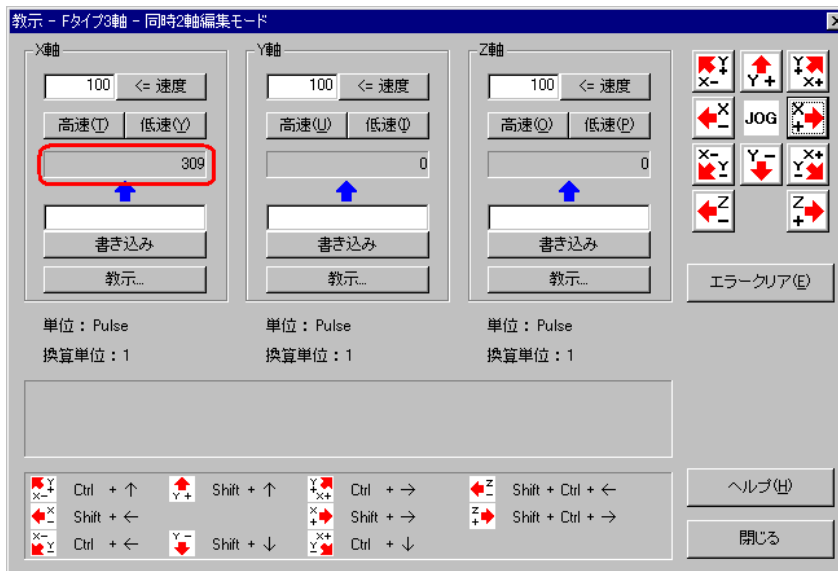 教示 - Fタイプ3軸 - 同時2軸編集モード
X軸 Y軸 Z軸
100 <= 速度 100 <= 速度 100 <= 速度
高速(T) 低速(Y) 高速(U) 低速(I) 高速(O) 低速(P)
309 0 0
書き込み 書き込み 書き込み
教示... 教示... 教示...
単位：Pulse 単位：Pulse 単位：Pulse
換算単位：1 換算単位：1 換算単位：1
X- Y+ Y+ Y+ X+
X- JOG X+
X- Y- Y- X+ Y-
Z- Z+
エラークリア(E)
X- Y+ Ctrl + ↑ Y+ Shift + ↑ Y+ X+ Ctrl + → Z- Shift + Ctrl + ←
X- Shift + ← X+ Shift + → Z+ Shift + Ctrl + →
X- Y- Ctrl + ← Y- Shift + ↓ X+ Y- Ctrl + ↓
ヘルプ(H)
閉じる